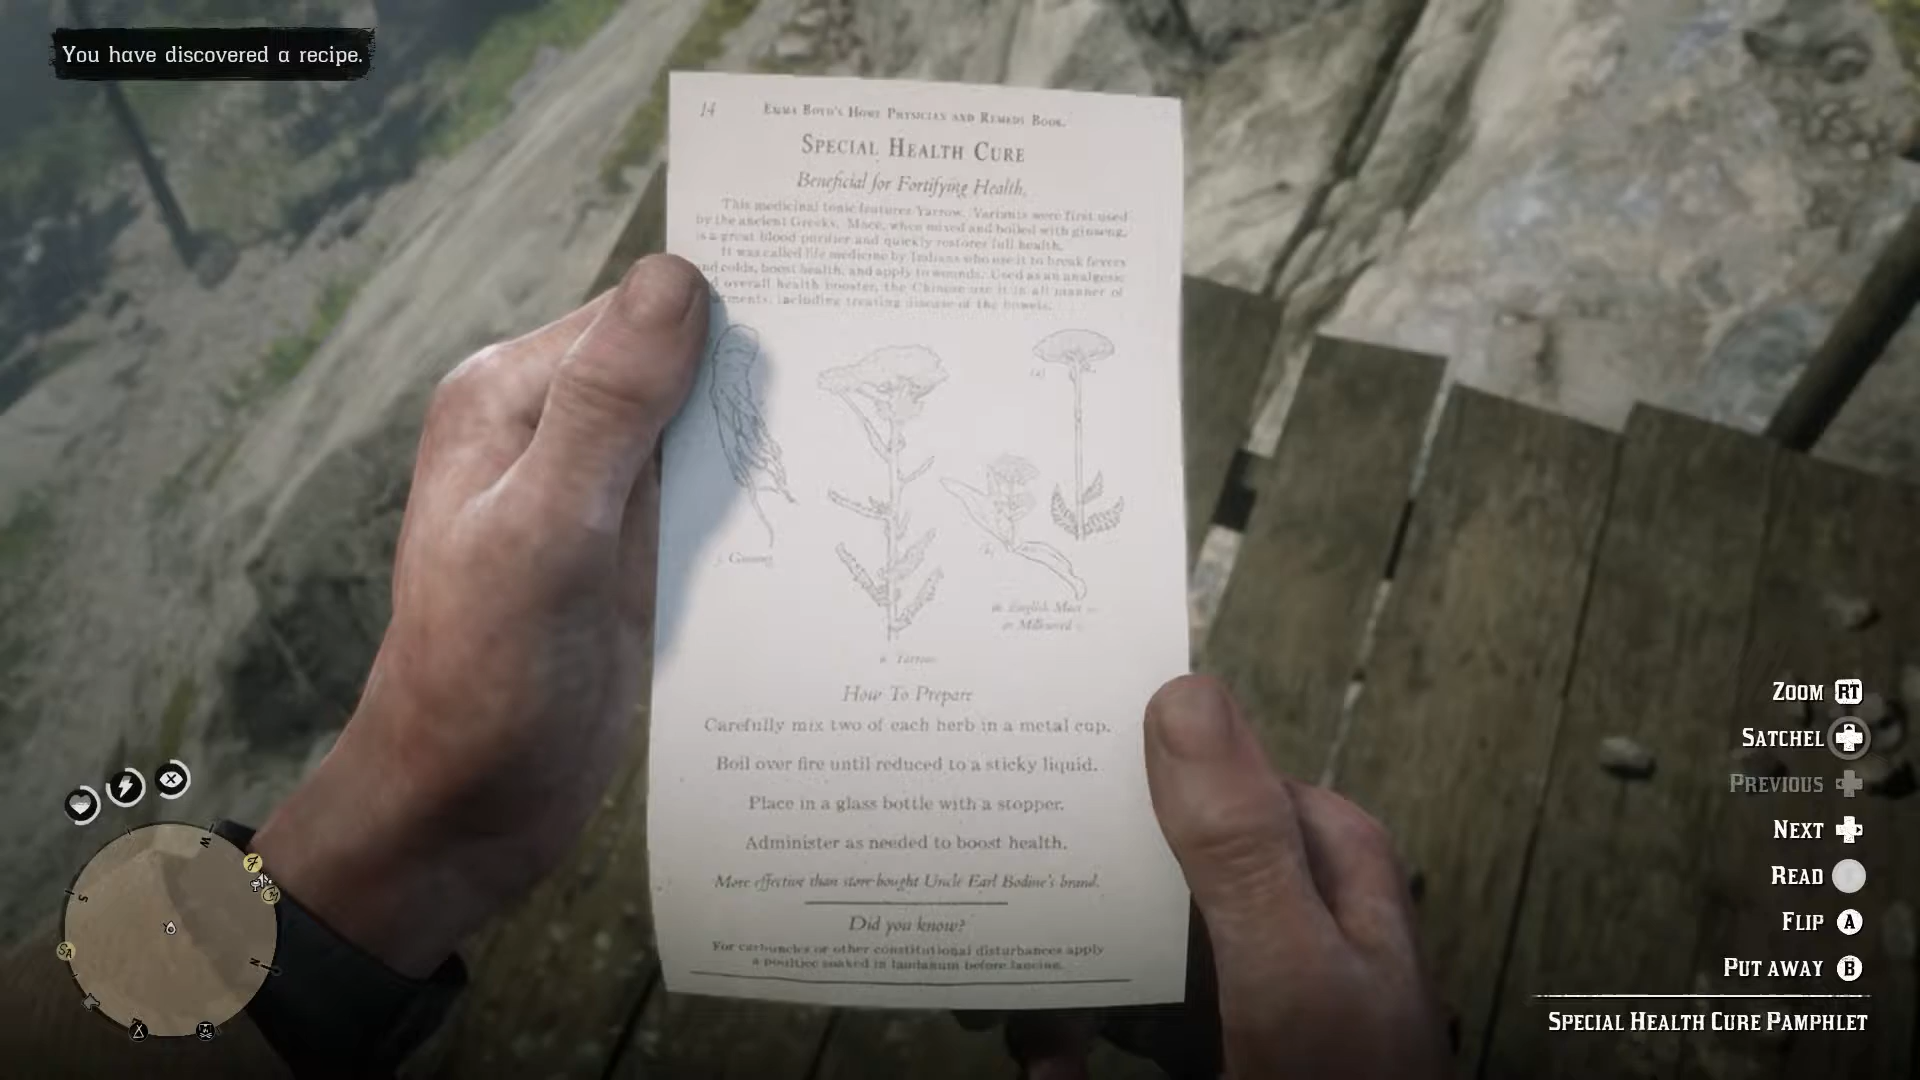 You have discovered a recipe.
14
EMMA BOYD'S HOME PHYSICIAN AND REMEDY BOOK.
SPECIAL HEALTH CURE
Beneficial for Fortifying Health,
This medicinal tonic features Yarrow. Variants were first used
by the ancient Greeks. Mace, when mixed and boiled with ginseng,
is a great blood purifier and quickly restores full health.
It was called life medicine by Indians who use it to break fevers
nd colds, boost health, and apply to wounds. Used as an analgesic
d overall health booster, the Chinese use it in all manner of
tments, including treating disease of the bowels.
(a)
Ginseng
(b)
English Mace
or Milkweed
Yarrow
How To Prepare
Carefully mix two of each herb in a metal cup.
Boil over fire until reduced to a sticky liquid.
Place in a glass bottle with a stopper.
Administer as needed to boost health.
More effective than store-bought Uncle Earl Bodine's brand.
Did you know?
For carbuncles or other constitutional disturbances apply
a poultice soaked in laudanum before lancing.
ZOOM RT
SATCHEL
PREVIOUS
NEXT
READ
FLIP A
PUT AWAY B
SPECIAL HEALTH CURE PAMPHLET
W
S
N
SA